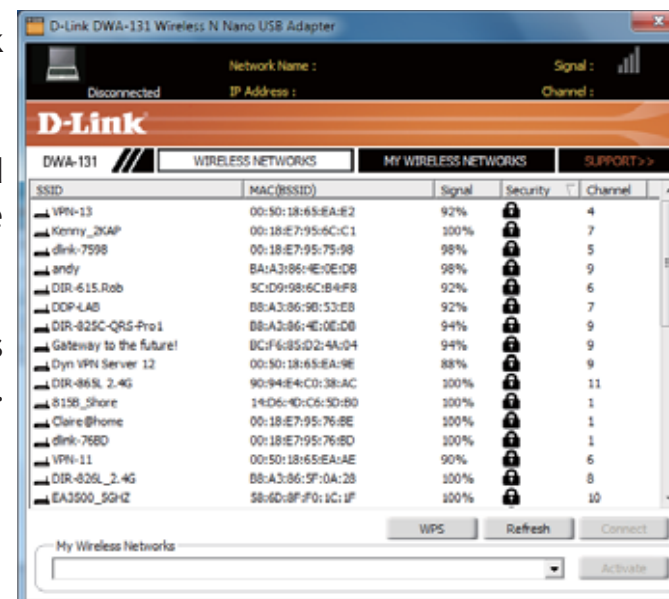 D-Link DWA-131 Wireless N Nano USB Adapter
Network Name : Signal :
Disconnected IP Address : Channel :
D-Link
DWA-131 WIRELESS NETWORKS MY WIRELESS NETWORKS SUPPORT>>
SSID MAC(BSSID) Signal Security Channel
VPN-13 00:50:18:65:EA:E2 92% 4
Kenny_2KAP 00:18:E7:95:6C:C1 100% 7
dlink-7598 00:18:E7:95:75:98 98% 5
andy BA:A3:86:4E:0E:DB 98% 9
DIR-615.Rob 5C:D9:98:6C:B4:F8 92% 6
DDP-LAB B8:A3:86:98:53:E8 92% 7
DIR-825C-QRS-Pro1 B8:A3:86:4E:0E:DB 94% 9
Gateway to the future! BC:F6:85:D2:4A:04 94% 9
Dyn VPN Server 12 00:50:18:65:EA:9E 88% 9
DIR-865L 2.4G 90:94:E4:C0:38:AC 100% 11
8158_Shore 14:D6:4D:C6:5D:B0 100% 1
Claire@home 00:18:E7:95:76:BE 100% 1
dlink-76BD 00:18:E7:95:76:BD 100% 1
VPN-11 00:50:18:65:EA:AE 90% 6
DIR-826L_2.4G B8:A3:86:5F:0A:28 100% 8
EA3500_5GHZ 58:6D:8F:F0:1C:1F 100% 10
WPS Refresh Connect
My Wireless Networks
Activate